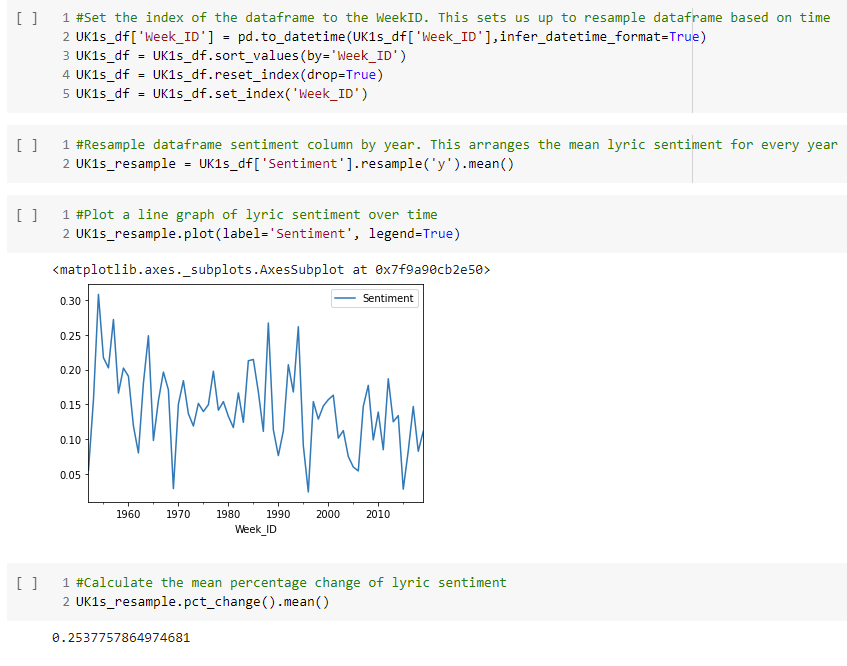 [ ] 1 #Set the index of the dataframe to the WeekID. This sets us up to resample dataframe based on time
2 UK1s_df['Week_ID'] = pd.to_datetime(UK1s_df['Week_ID'],infer_datetime_format=True)
3 UK1s_df = UK1s_df.sort_values(by='Week_ID')
4 UK1s_df = UK1s_df.reset_index(drop=True)
5 UK1s_df = UK1s_df.set_index('Week_ID')
[ ] 1 #Resample dataframe sentiment column by year. This arranges the mean lyric sentiment for every year
2 UK1s_resample = UK1s_df['Sentiment'].resample('y').mean()
[ ] 1 #Plot a line graph of lyric sentiment over time
2 UK1s_resample.plot(label='Sentiment', legend=True)
<matplotlib.axes._subplots.AxesSubplot at 0x7f9a90cb2e50>
Sentiment
0.30
0.25
0.20
0.15
0.10
0.05
1960 1970 1980 1990 2000 2010
Week_ID
[ ] 1 #Calculate the mean percentage change of lyric sentiment
2 UK1s_resample.pct_change().mean()
0.2537757864974681